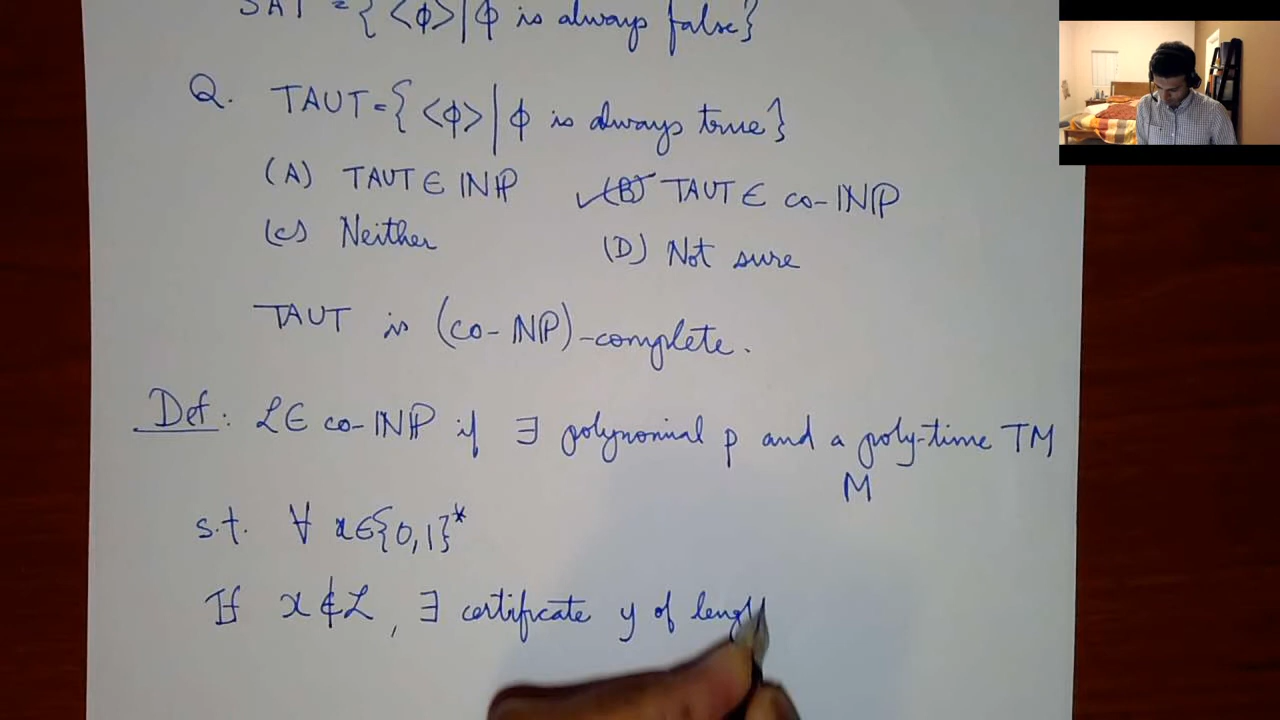 SAT = { <ϕ> | ϕ is always false}
Q. TAUT = { <ϕ> | ϕ is always true}
(A) TAUT ∈ NP (B) TAUT ∈ co-NP
(C) Neither (D) Not sure
TAUT is (co-NP)-complete.
Def: L ∈ co-NP if ∃ polynomial p and a poly-time TM
M
s.t. ∀ x∈{0,1}*
If x ∉ L, ∃ certificate y of length